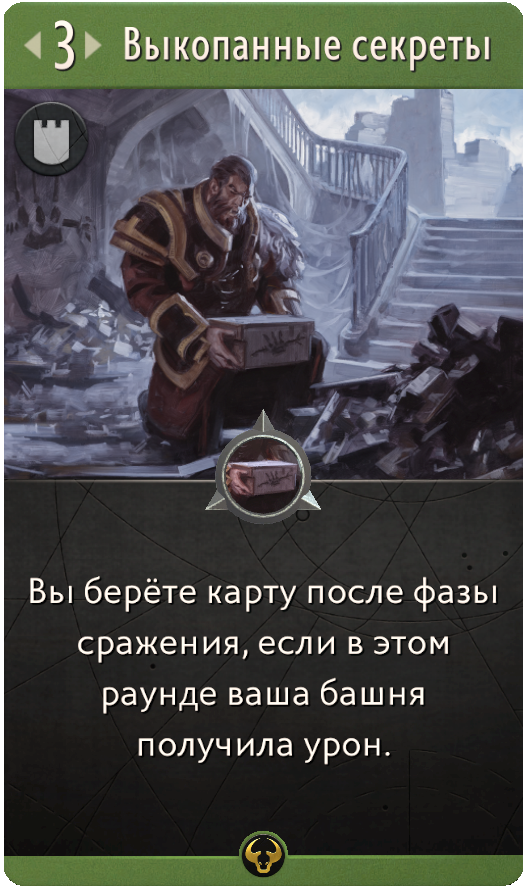 3 Выкопанные секреты
Вы берёте карту после фазы
сражения, если в этом
раунде ваша башня
получила урон.